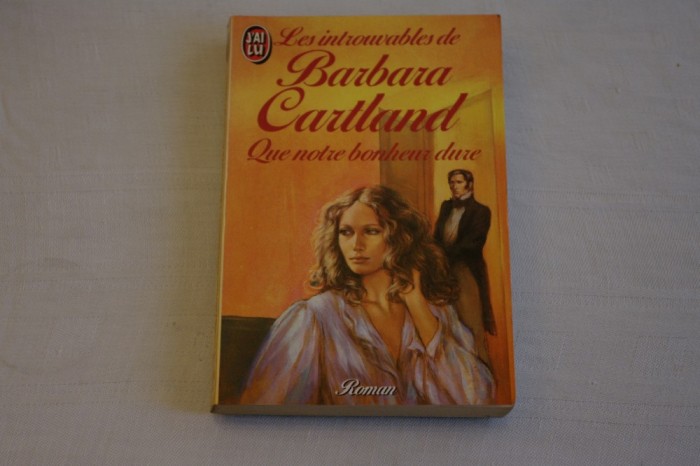 J'AI
LU
Les introuvables de
Barbara
Cartland
Que notre bonheur dure
Roman